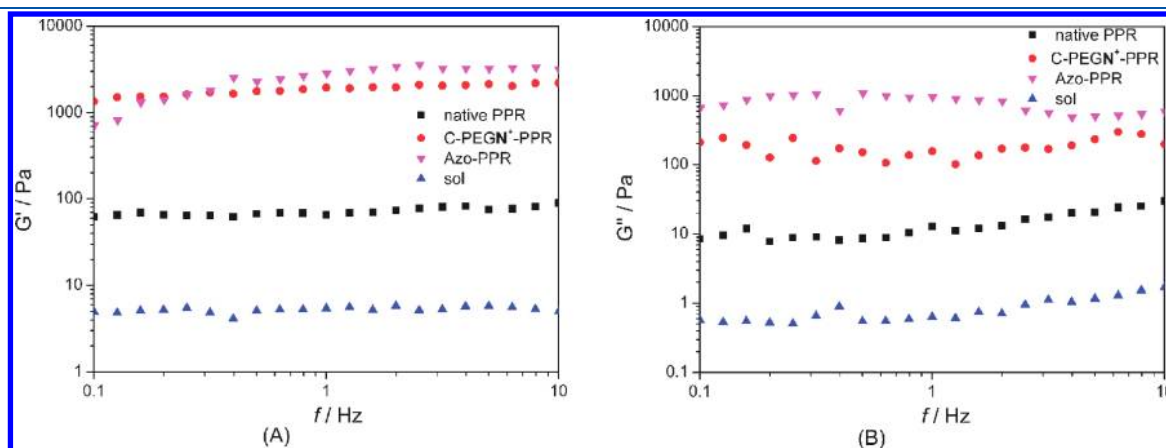 10000
1000
100
10
1
G' / Pa
native PPR
C-PEGN⁺-PPR
Azo-PPR
sol
0.1
1
10
f / Hz
(A)
10000
1000
100
10
1
0.1
G'' / Pa
native PPR
C-PEGN⁺-PPR
Azo-PPR
sol
0.1
1
10
f / Hz
(B)